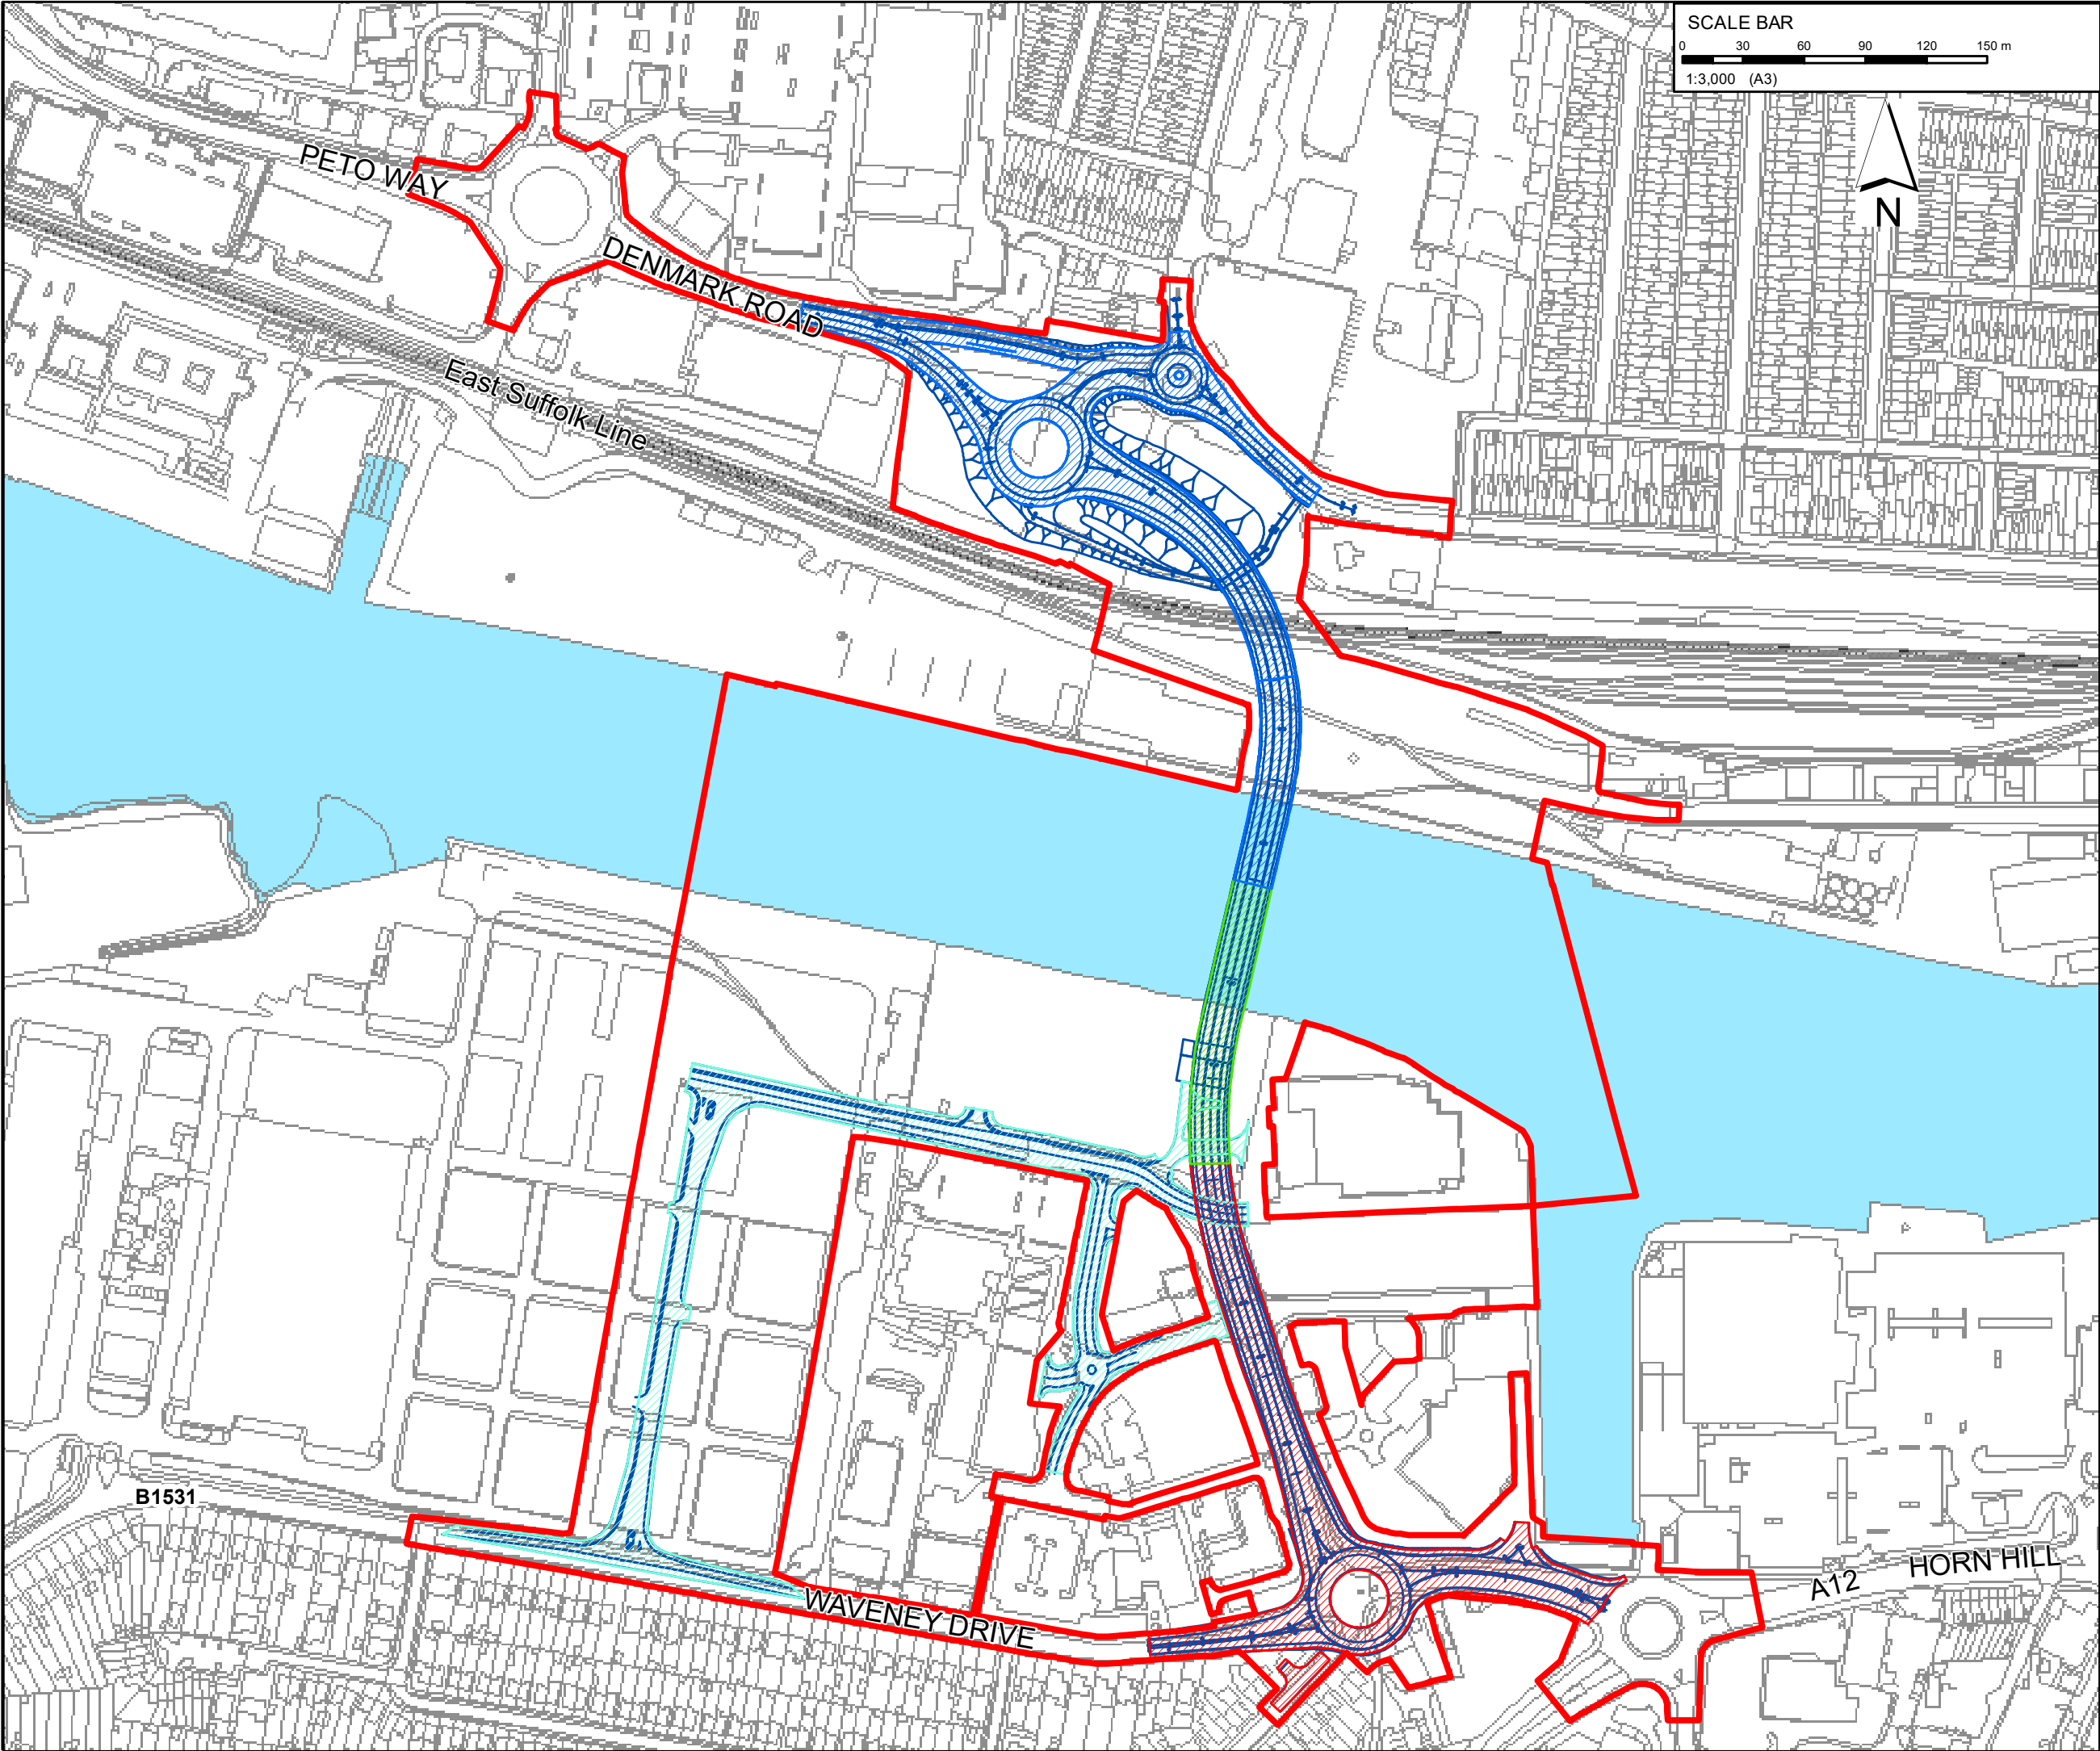 SCALE BAR
0 30 60 90 120 150 m
1:3,000 (A3)
N
PETO WAY
DENMARK ROAD
East Suffolk Line
B1531
WAVENEY DRIVE
A12
HORN HILL